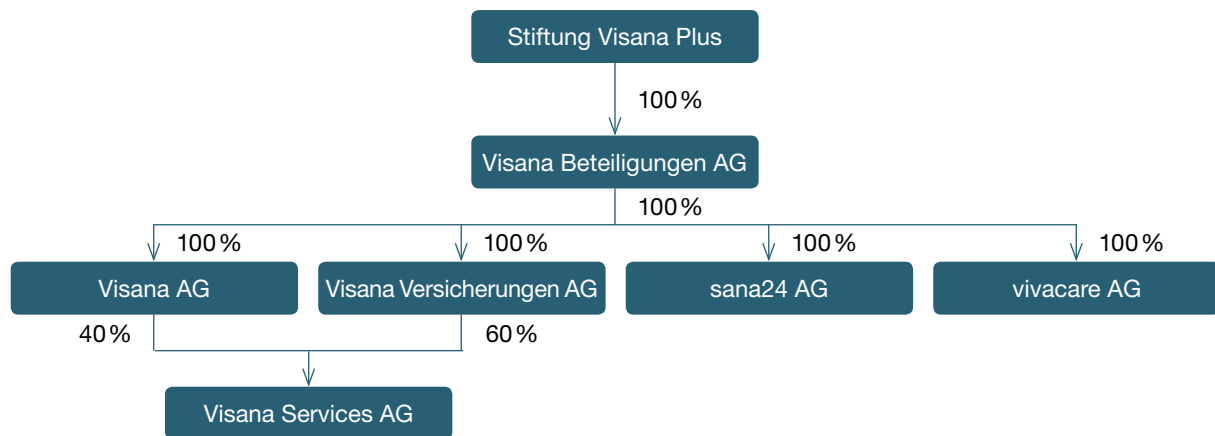 Stiftung Visana Plus
100 %
Visana Beteiligungen AG
100 %
100 %
100 %
100 %
100 %
Visana AG
Visana Versicherungen AG
sana24 AG
vivacare AG
40 %
60 %
Visana Services AG